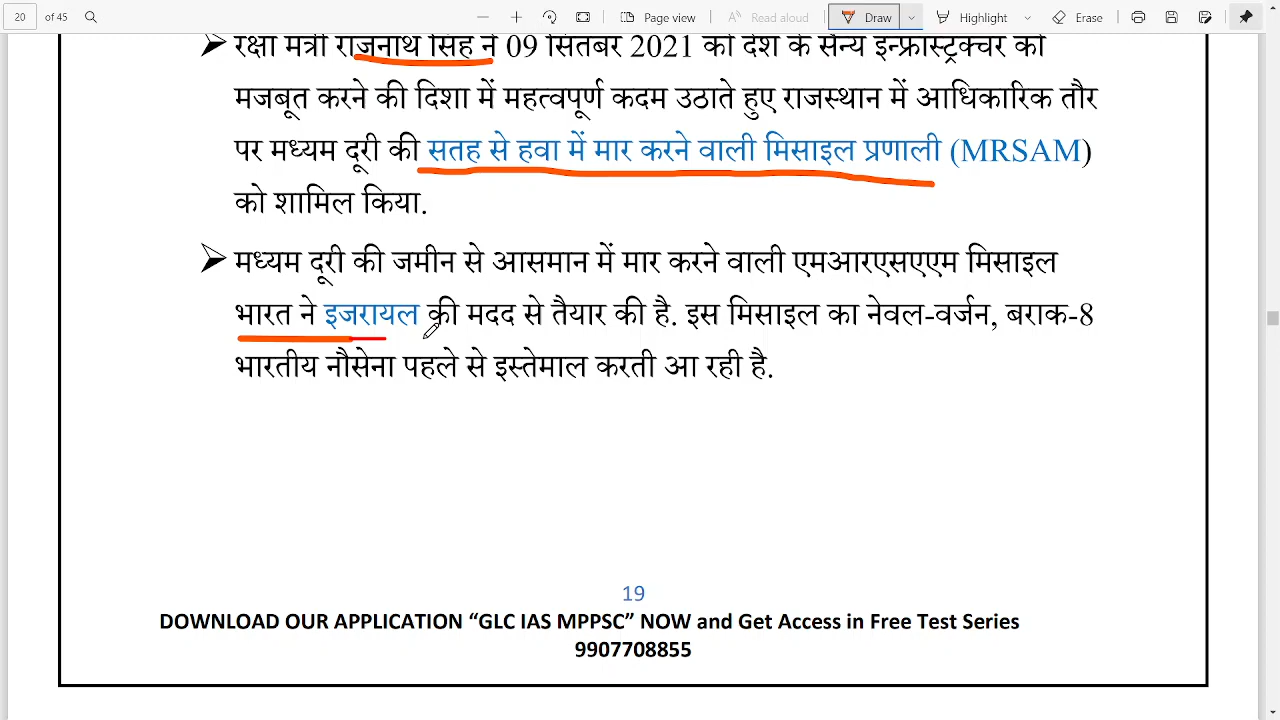 20 of 45 Page view Read aloud Draw Highlight Erase
➤ रक्षा मंत्री राजनाथ सिंह ने 09 सितंबर 2021 को देश के सैन्य इन्फ्रास्ट्रक्चर को
मजबूत करने की दिशा में महत्वपूर्ण कदम उठाते हुए राजस्थान में आधिकारिक तौर
पर मध्यम दूरी की सतह से हवा में मार करने वाली मिसाइल प्रणाली (MRSAM)
को शामिल किया.
➤ मध्यम दूरी की जमीन से आसमान में मार करने वाली एमआरएसएएम मिसाइल
भारत ने इजरायल की मदद से तैयार की है. इस मिसाइल का नेवल-वर्जन, बराक-8
भारतीय नौसेना पहले से इस्तेमाल करती आ रही है.
19
DOWNLOAD OUR APPLICATION “GLC IAS MPPSC” NOW and Get Access in Free Test Series
9907708855